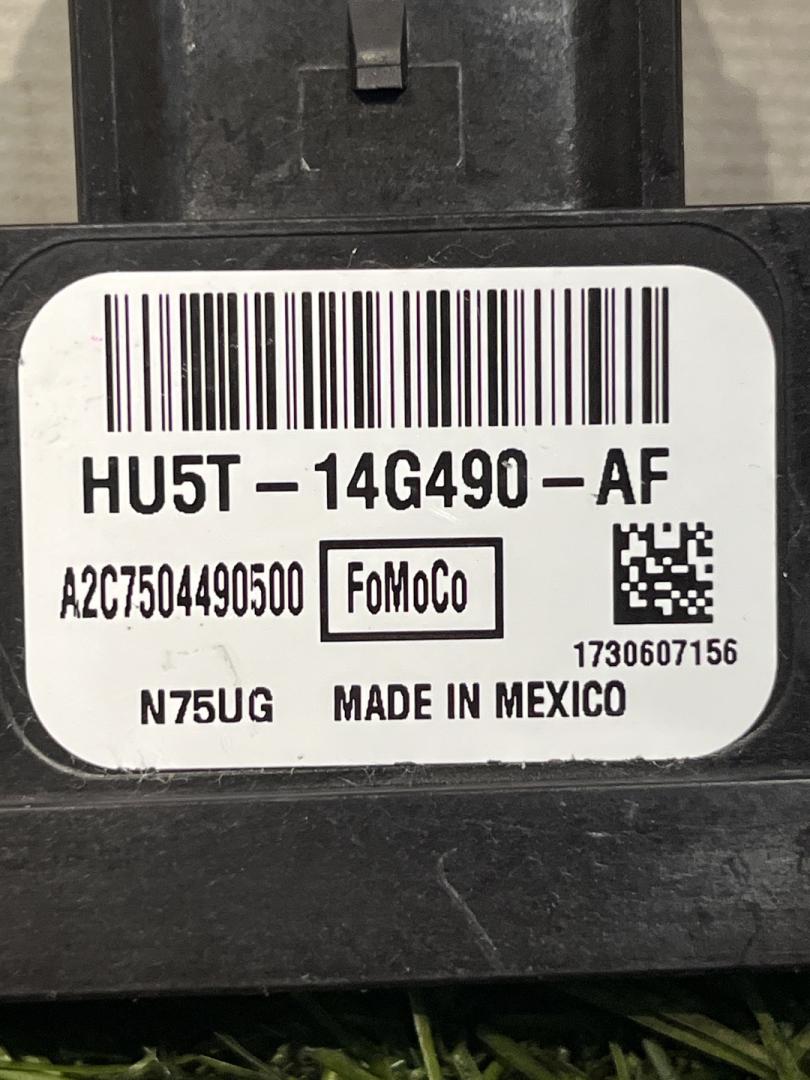 HU5T-14G490-AF
A2C7504490500 FoMoCo
1730607156
N75UG MADE IN MEXICO